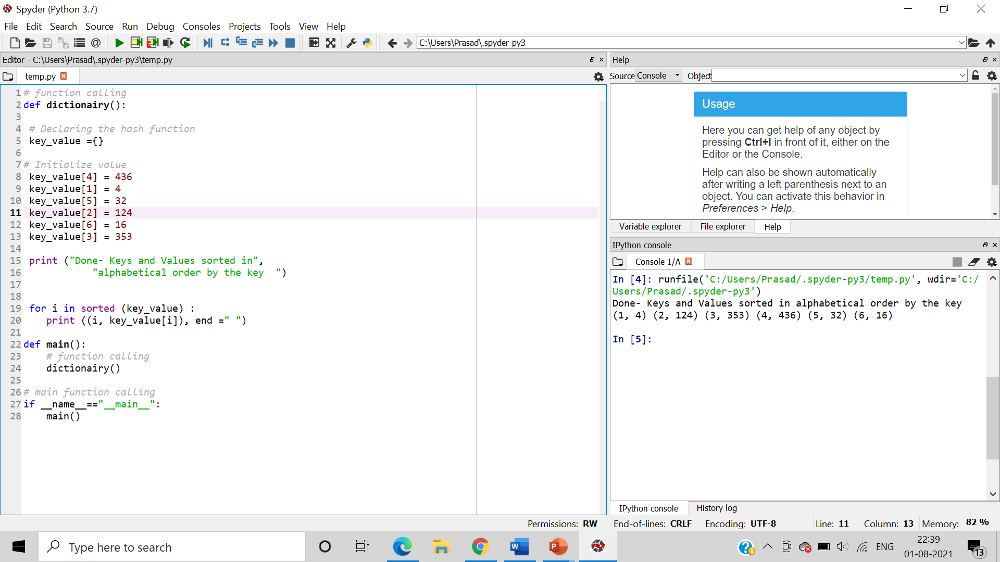 Spyder (Python 3.7)
File Edit Search Source Run Debug Consoles Projects Tools View Help
C:\Users\Prasad\.spyder-py3
Editor - C:\Users\Prasad\.spyder-py3\temp.py
temp.py
1 # function calling
2 def dictionairy():
3
4 # Declaring the hash function
5 key_value ={}
6
7 # Initialize value
8 key_value[4] = 436
9 key_value[1] = 4
10 key_value[5] = 32
11 key_value[2] = 124
12 key_value[6] = 16
13 key_value[3] = 353
14
15 print ("Done- Keys and Values sorted in",
16 "alphabetical order by the key  ")
17
18
19 for i in sorted (key_value) :
20 print ((i, key_value[i]), end =" ")
21
22 def main():
23 # function calling
24 dictionairy()
25
26 # main function calling
27 if __name__=="__main__":
28 main()
Help
Source Console Object
Usage
Here you can get help of any object by
pressing Ctrl+I in front of it, either on the
Editor or the Console.
Help can also be shown automatically
after writing a left parenthesis next to an
object. You can activate this behavior in
Preferences > Help.
Variable explorer File explorer Help
IPython console
Console 1/A
In [4]: runfile('C:/Users/Prasad/.spyder-py3/temp.py', wdir='C:/
Users/Prasad/.spyder-py3')
Done- Keys and Values sorted in alphabetical order by the key
(1, 4) (2, 124) (3, 353) (4, 436) (5, 32) (6, 16)
In [5]:
IPython console History log
Permissions: RW End-of-lines: CRLF Encoding: UTF-8 Line: 11 Column: 13 Memory: 82 %
Type here to search
ENG
22:39
01-08-2021
13